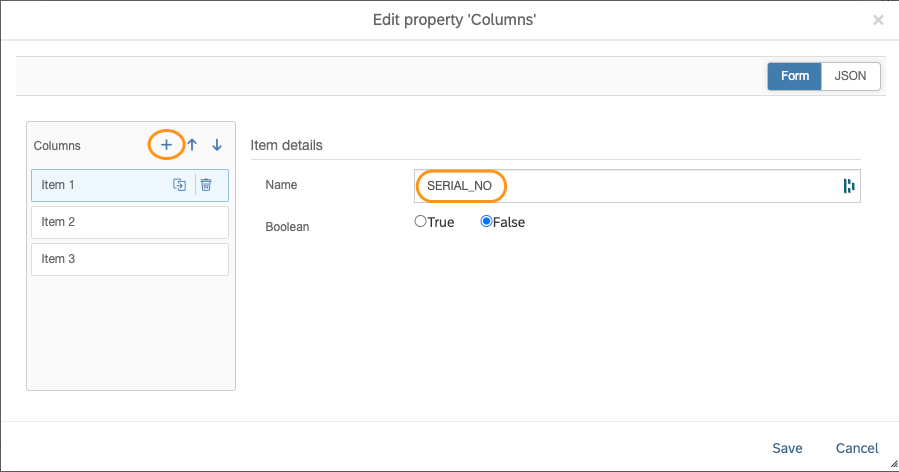 Edit property 'Columns'
Form JSON
Columns
Item 1
Item 2
Item 3
Item details
Name SERIAL_NO
Boolean True False
Save Cancel